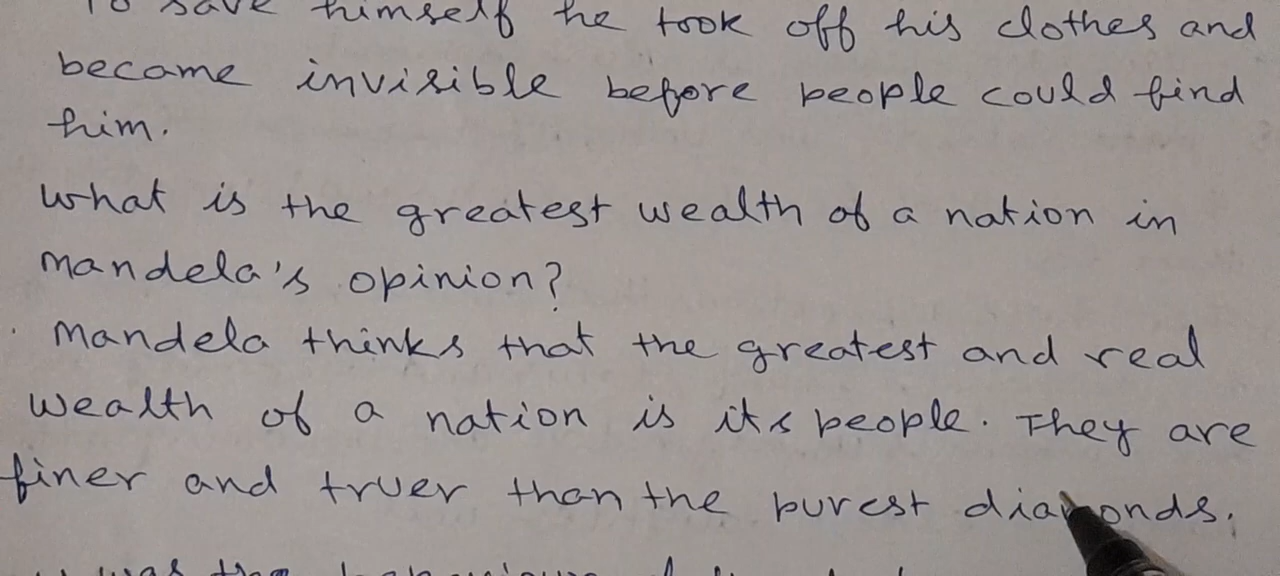 To save himself he took off his clothes and
became invisible before people could find
him.
What is the greatest wealth of a nation in
Mandela's opinion?
Mandela thinks that the greatest and real
wealth of a nation is its people. They are
finer and truer than the purest diamonds.
was the